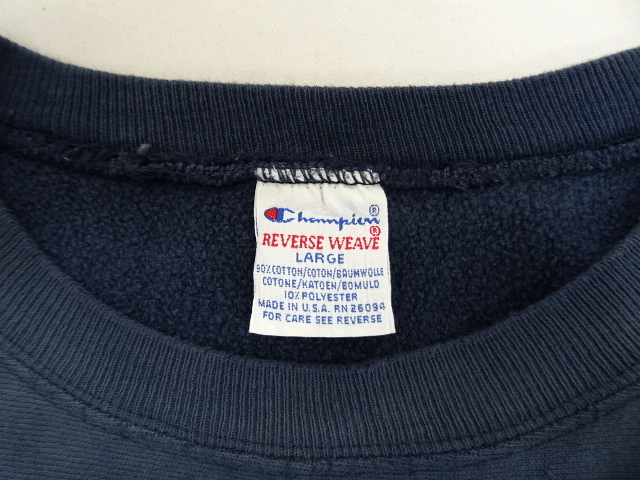 Champion®
REVERSE WEAVE®
LARGE
90% COTTON/COTON/BAUMWOLLE
COTONE/KATOEN/BOMULD
10% POLYESTER
MADE IN U.S.A. RN 26094
FOR CARE SEE REVERSE